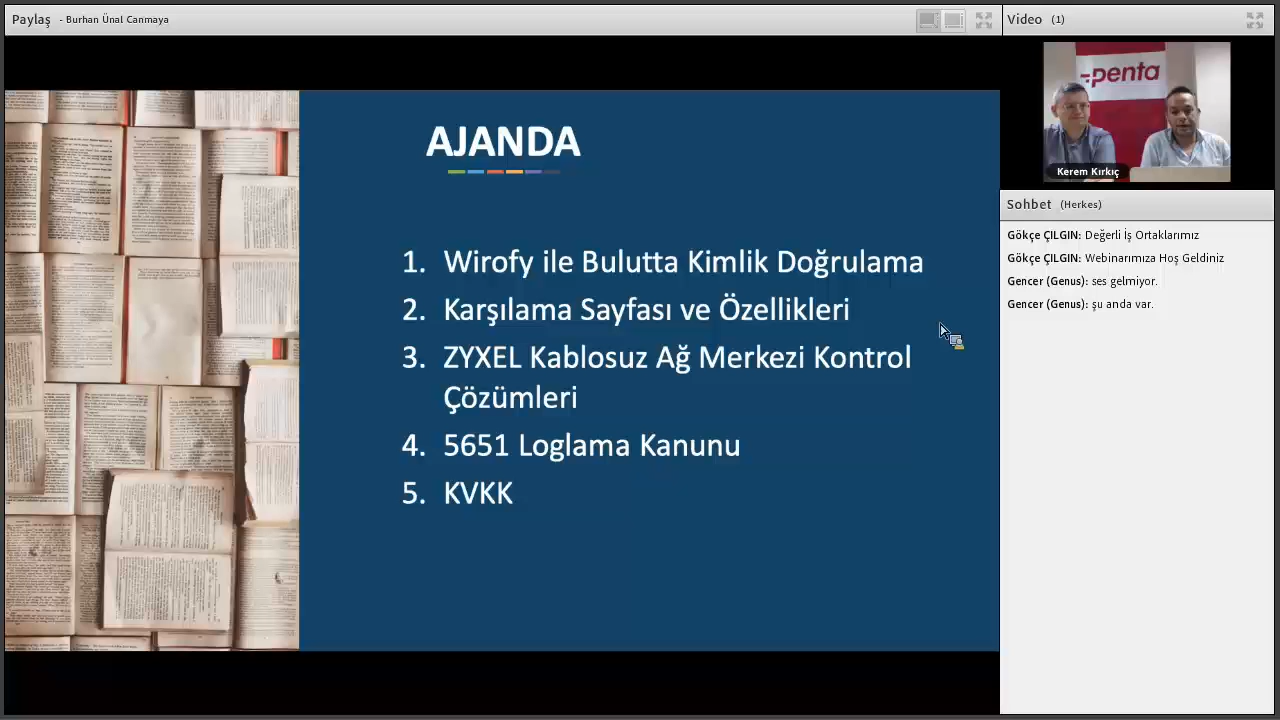 Paylaş - Burhan Ünal Canmaya
AJANDA
1. Wirofy ile Bulutta Kimlik Doğrulama
2. Karşılama Sayfası ve Özellikleri
3. ZYXEL Kablosuz Ağ Merkezi Kontrol
Çözümleri
4. 5651 Loglama Kanunu
5. KVKK
Video (1)
penta
Kerem Kırkıç
Sohbet (Herkes)
Gökçe ÇILGIN: Değerli İş Ortaklarımız
Gökçe ÇILGIN: Webinarımıza Hoş Geldiniz
Gencer (Genus): ses gelmiyor.
Gencer (Genus): şu anda var.